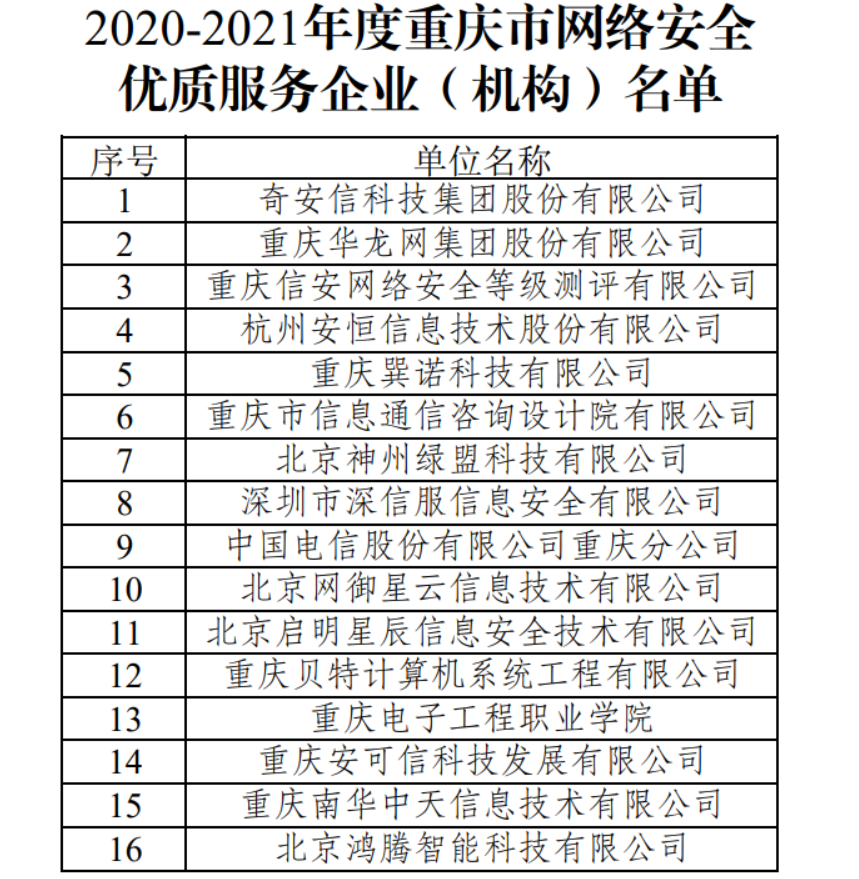 2020-2021年度重庆市网络安全
优质服务企业（机构）名单
序号 单位名称
1 奇安信科技集团股份有限公司
2 重庆华龙网集团股份有限公司
3 重庆信安网络安全等级测评有限公司
4 杭州安恒信息技术股份有限公司
5 重庆巽诺科技有限公司
6 重庆市信息通信咨询设计院有限公司
7 北京神州绿盟科技有限公司
8 深圳市深信服信息安全有限公司
9 中国电信股份有限公司重庆分公司
10 北京网御星云信息技术有限公司
11 北京启明星辰信息安全技术有限公司
12 重庆贝特计算机系统工程有限公司
13 重庆电子工程职业学院
14 重庆安可信科技发展有限公司
15 重庆南华中天信息技术有限公司
16 北京鸿腾智能科技有限公司